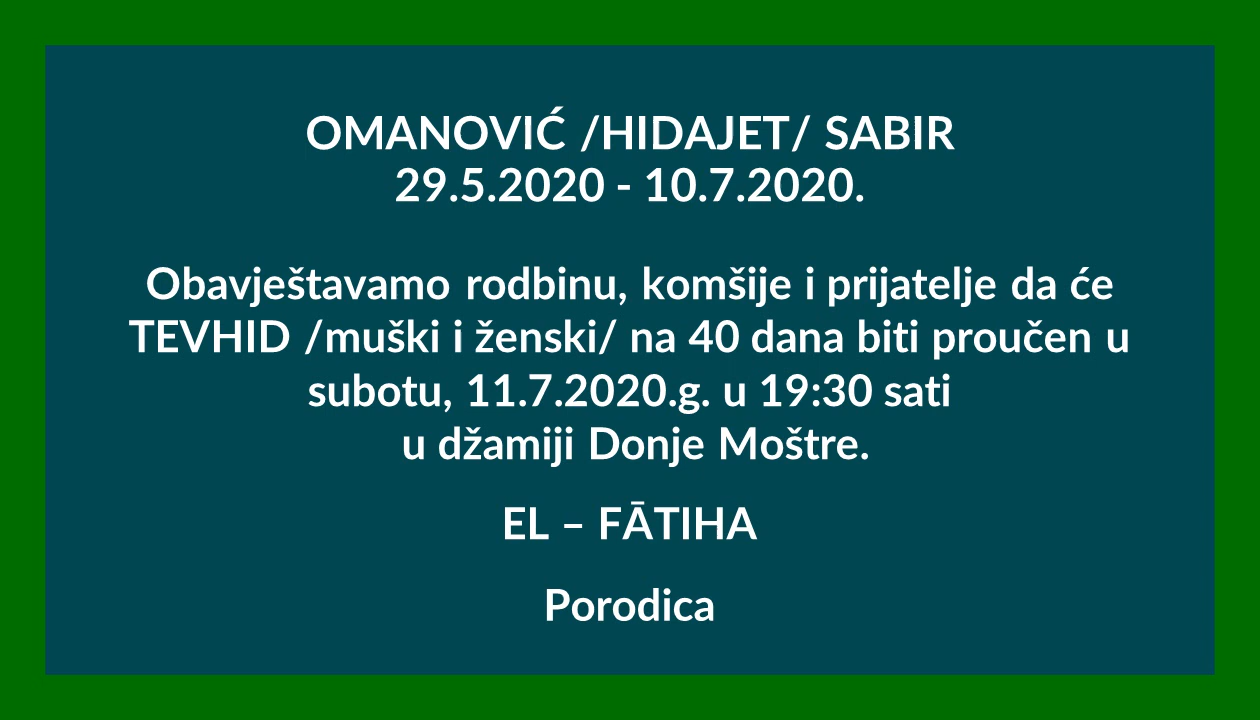 OMANOVIĆ /HIDAJET/ SABIR
29.5.2020 - 10.7.2020.
Obavještavamo rodbinu, komšije i prijatelje da će
TEVHID /muški i ženski/ na 40 dana biti proučen u
subotu, 11.7.2020.g. u 19:30 sati
u džamiji Donje Moštre.
EL – FĀTIHA
Porodica